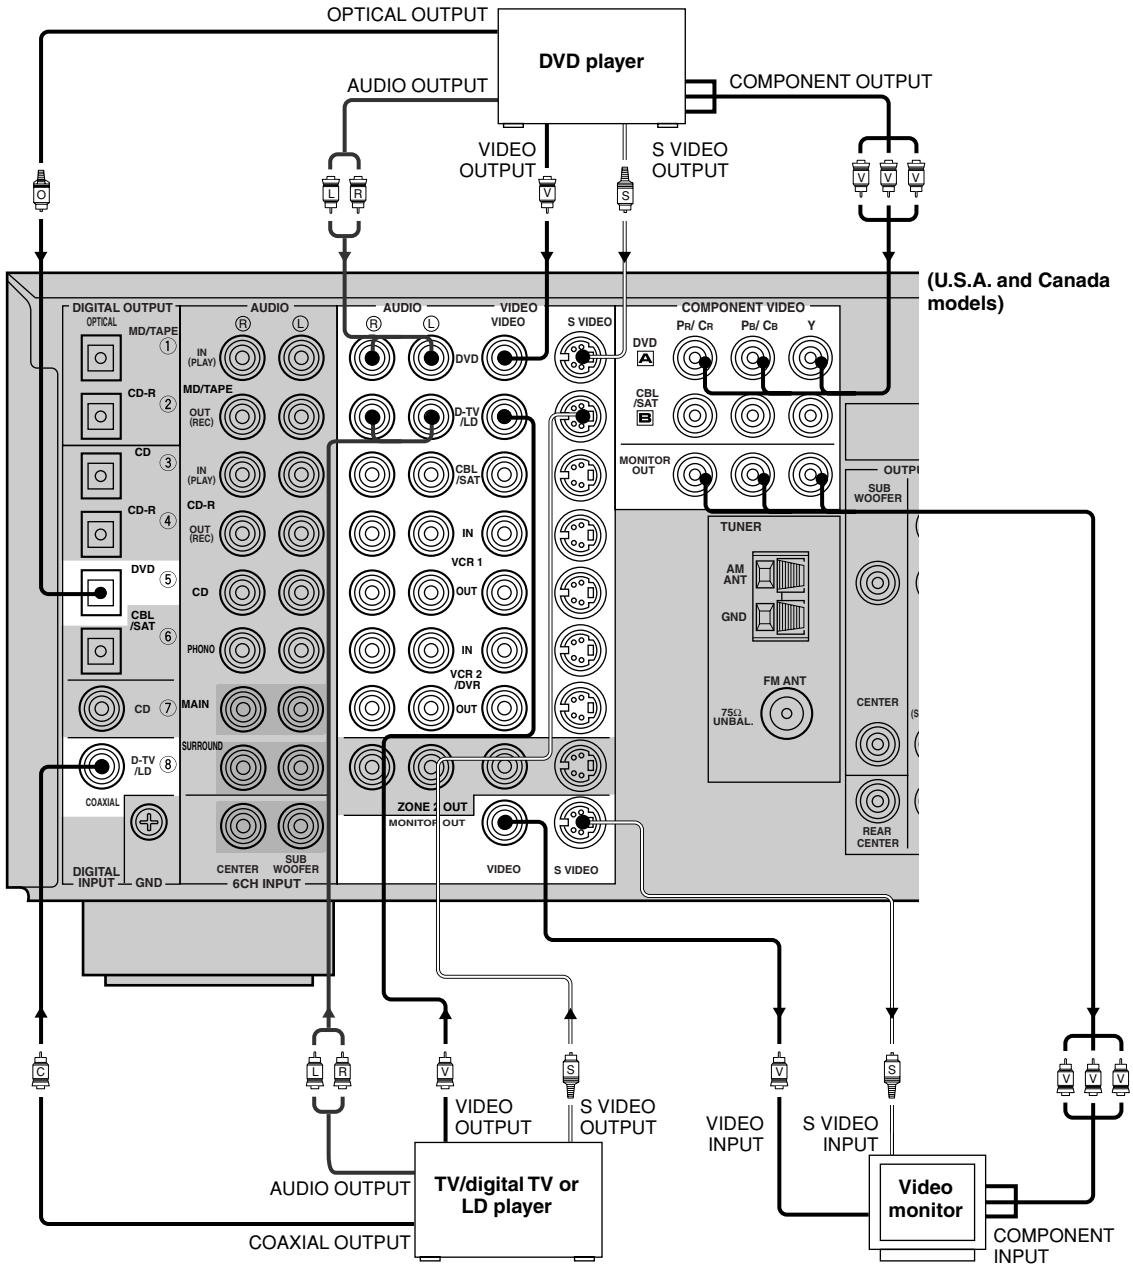 OPTICAL OUTPUT
DVD player
AUDIO OUTPUT
COMPONENT OUTPUT
VIDEO OUTPUT
S VIDEO OUTPUT
O
L
R
V
S
V
V
V
(U.S.A. and Canada models)
DIGITAL OUTPUT
OPTICAL
MD/TAPE
1
CD-R
2
CD
3
CD-R
4
DVD
5
CBL /SAT
6
CD
7
D-TV /LD
8
COAXIAL
DIGITAL INPUT
GND
AUDIO
R
L
IN (PLAY)
MD/TAPE
OUT (REC)
IN (PLAY)
CD-R
OUT (REC)
CD
PHONO
MAIN
SURROUND
CENTER
SUB WOOFER
6CH INPUT
AUDIO
R
L
VIDEO
VIDEO
S VIDEO
DVD
D-TV /LD
CBL /SAT
IN
VCR 1
OUT
IN
VCR 2 /DVR
OUT
ZONE 2 OUT
MONITOR OUT
VIDEO
S VIDEO
COMPONENT VIDEO
PR/ CR
PB/ CB
Y
DVD
A
CBL /SAT
B
MONITOR OUT
TUNER
AM ANT
GND
FM ANT
75Ω UNBAL.
OUTPU
SUB WOOFER
CENTER
(S
REAR CENTER
C
L
R
V
S
V
S
V
V
V
VIDEO OUTPUT
S VIDEO OUTPUT
VIDEO INPUT
S VIDEO INPUT
AUDIO OUTPUT
TV/digital TV or LD player
Video monitor
COAXIAL OUTPUT
COMPONENT INPUT